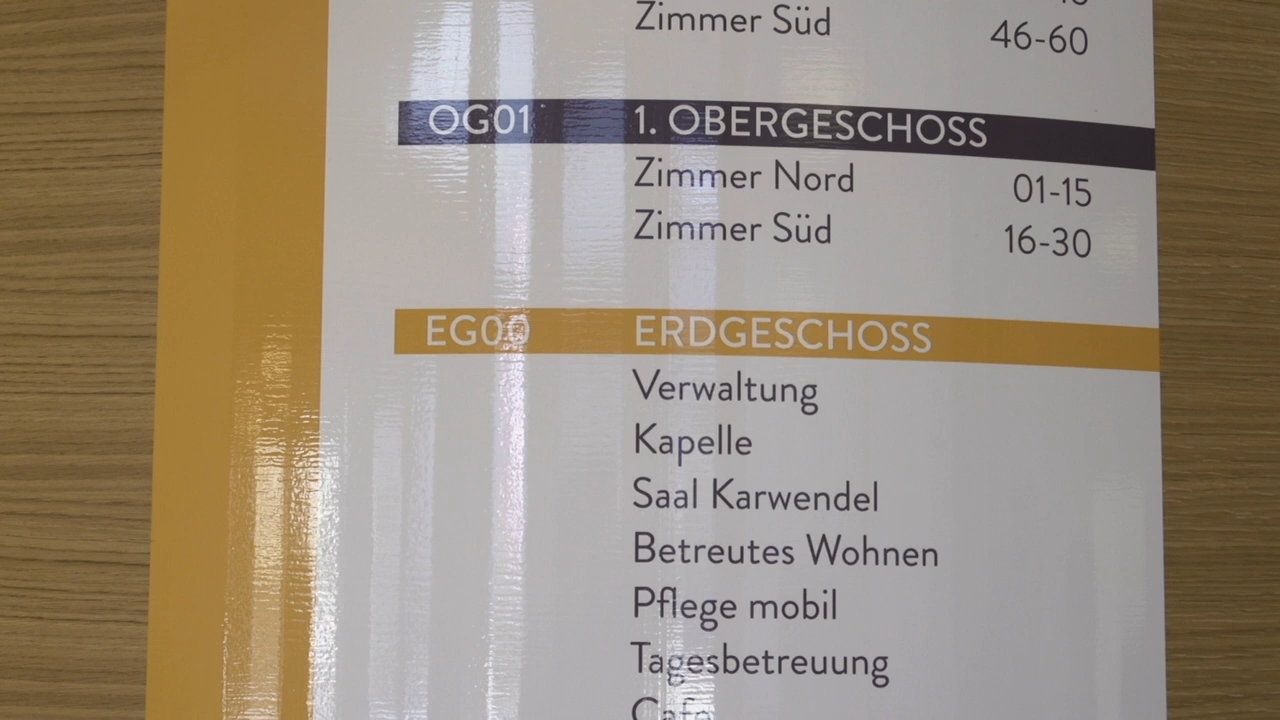 Zimmer Süd 46-60
OG01 1. OBERGESCHOSS
Zimmer Nord 01-15
Zimmer Süd 16-30
EG00 ERDGESCHOSS
Verwaltung
Kapelle
Saal Karwendel
Betreutes Wohnen
Pflege mobil
Tagesbetreuung
Cafe